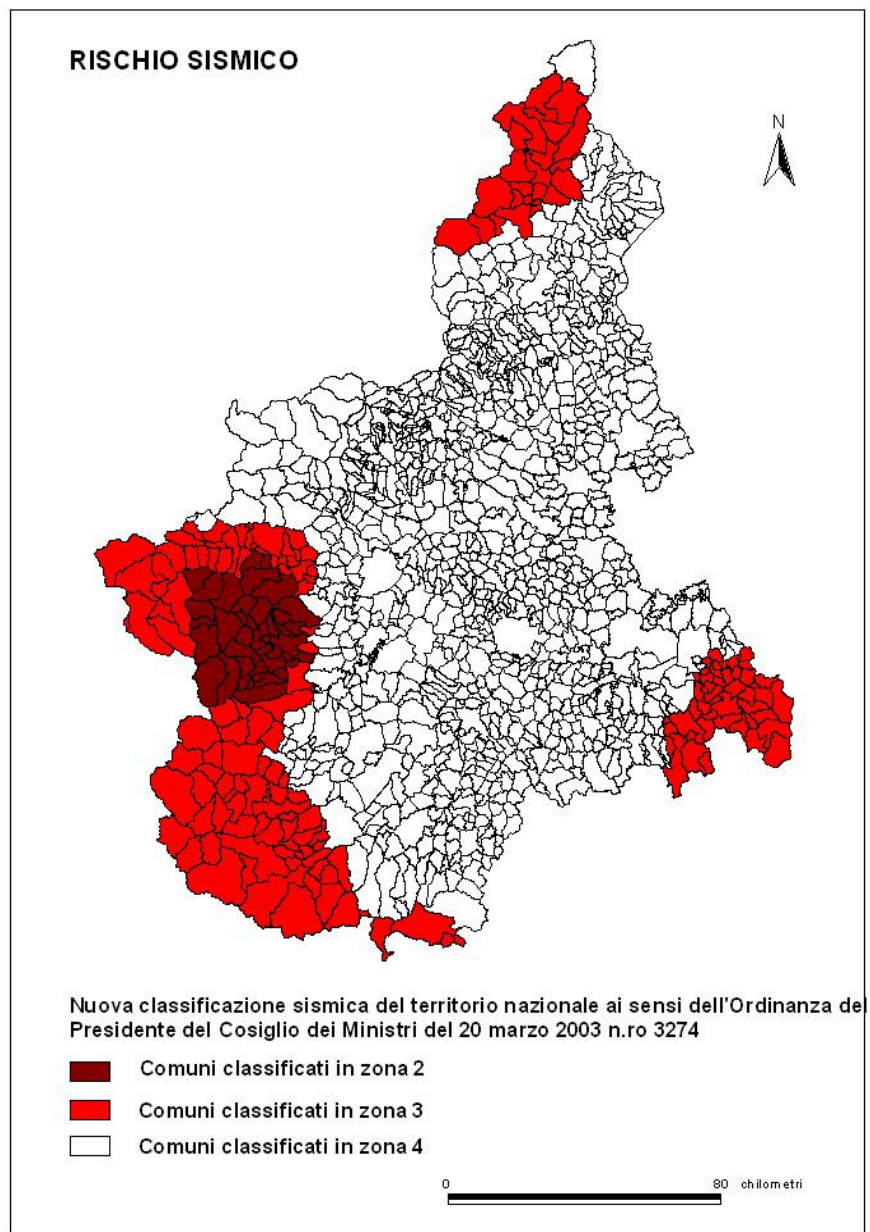 RISCHIO SISMICO
N
Nuova classificazione sismica del territorio nazionale ai sensi dell'Ordinanza del
Presidente del Cosiglio dei Ministri del 20 marzo 2003 n.ro 3274
Comuni classificati in zona 2
Comuni classificati in zona 3
Comuni classificati in zona 4
0 80 chilometri